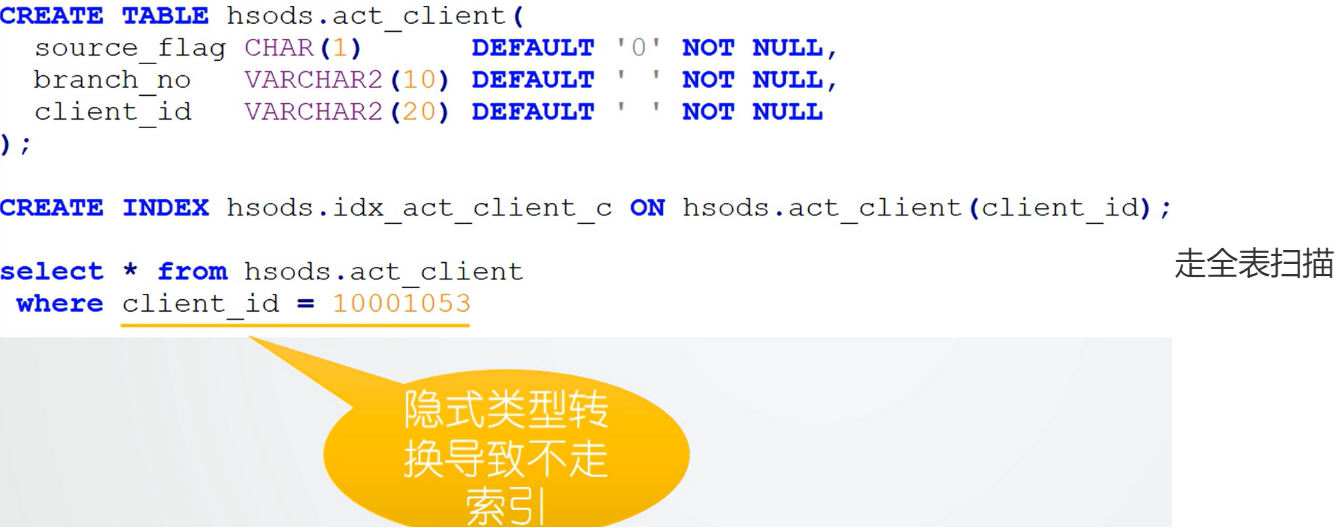 CREATE TABLE hsods.act_client(
source_flag CHAR(1) DEFAULT '0' NOT NULL,
branch_no VARCHAR2(10) DEFAULT ' ' NOT NULL,
client_id VARCHAR2(20) DEFAULT ' ' NOT NULL
);
CREATE INDEX hsods.idx_act_client_c ON hsods.act_client(client_id);
select * from hsods.act_client
where client_id = 10001053
走全表扫描
隐式类型转
换导致不走
索引